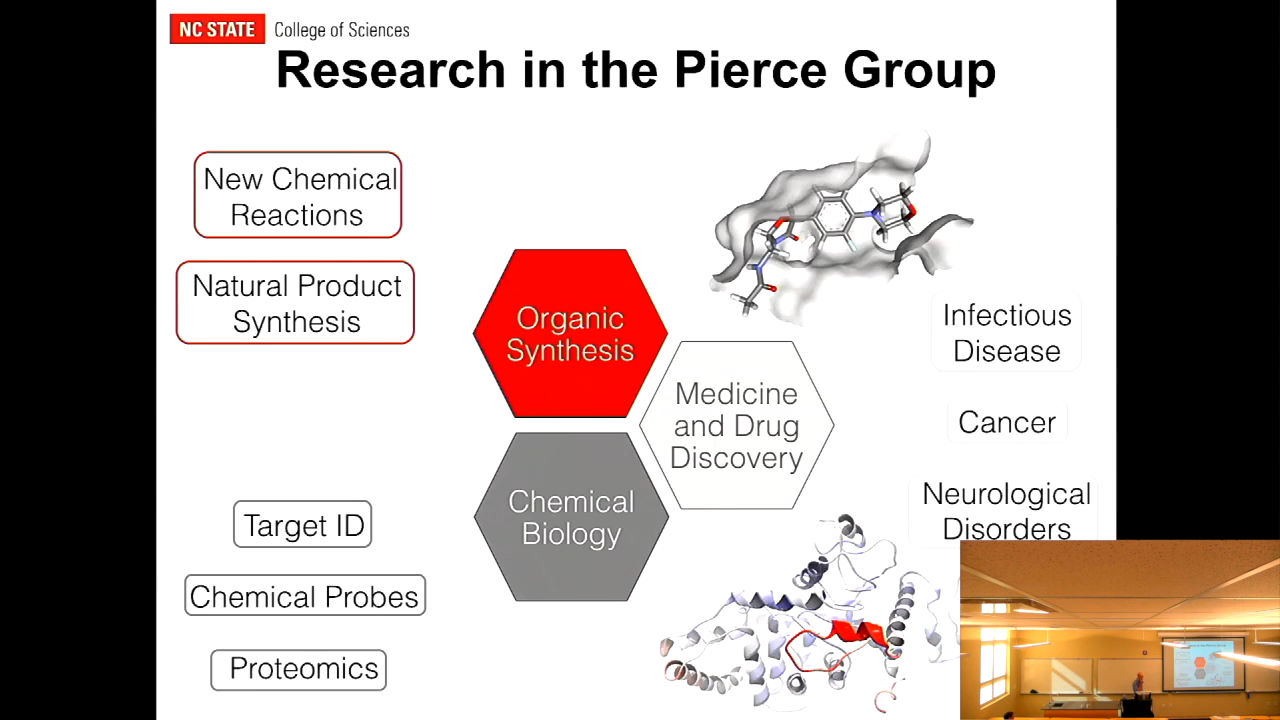 NC STATE College of Sciences
Research in the Pierce Group
New Chemical
Reactions
Natural Product
Synthesis
Organic
Synthesis
Medicine
and Drug
Discovery
Infectious
Disease
Cancer
Neurological
Disorders
Chemical
Biology
Target ID
Chemical Probes
Proteomics